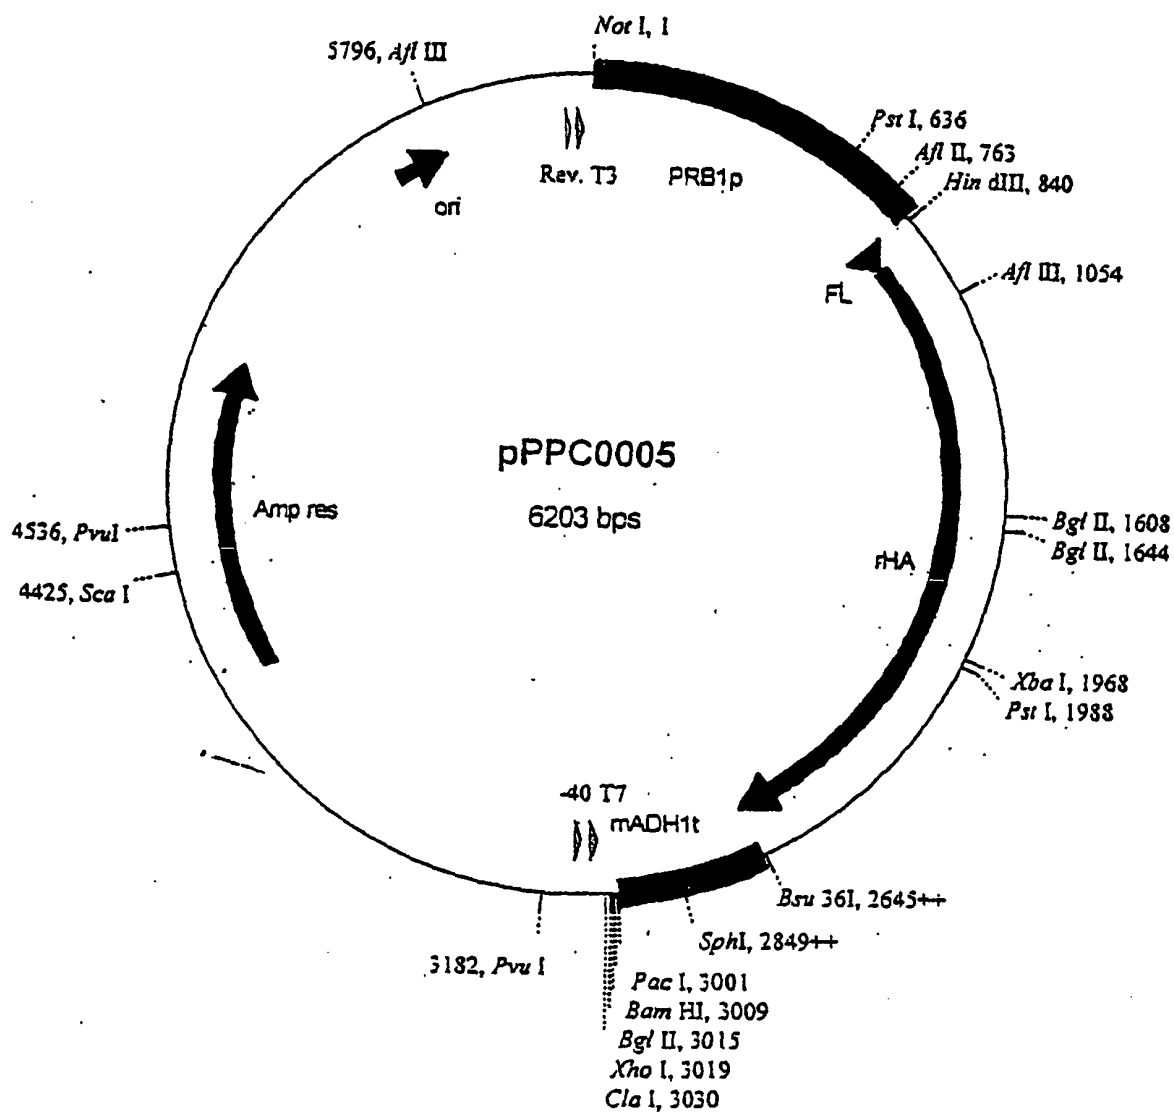 Not I, 1
5796, Afl III
Pst I, 636
Afl II, 763
Hin dIII, 840
Rev. T3
PRB1p
ori
Afl III, 1054
FL
pPPC0005
6203 bps
Amp res
4536, PvuI
4425, Sca I
Bgl II, 1608
Bgl II, 1644
rHA
Xba I, 1968
Pst I, 1988
-40 T7
mADH1t
Bsu 36I, 2645++
SphI, 2849++
3182, Pvu I
Pac I, 3001
Bam HI, 3009
Bgl II, 3015
Xho I, 3019
Cla I, 3030